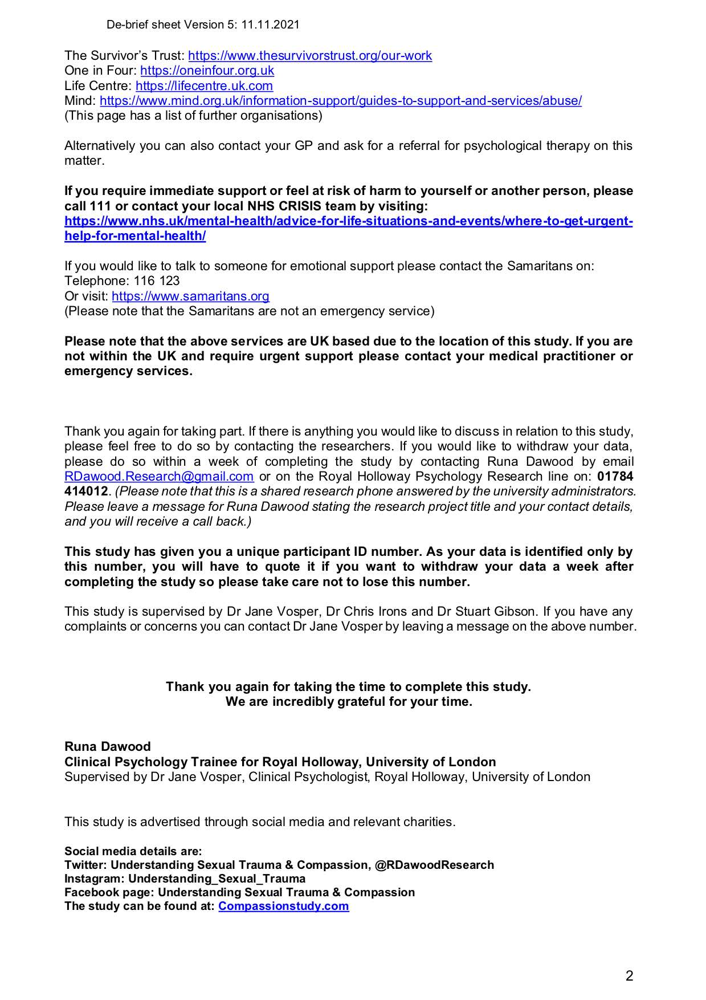 De-brief sheet Version 5: 11.11.2021
The Survivor’s Trust: https://www.thesurvivorstrust.org/our-work
One in Four: https://oneinfour.org.uk
Life Centre: https://lifecentre.uk.com
Mind: https://www.mind.org.uk/information-support/guides-to-support-and-services/abuse/
(This page has a list of further organisations)
Alternatively you can also contact your GP and ask for a referral for psychological therapy on this
matter.
If you require immediate support or feel at risk of harm to yourself or another person, please
call 111 or contact your local NHS CRISIS team by visiting:
https://www.nhs.uk/mental-health/advice-for-life-situations-and-events/where-to-get-urgent-
help-for-mental-health/
If you would like to talk to someone for emotional support please contact the Samaritans on:
Telephone: 116 123
Or visit: https://www.samaritans.org
(Please note that the Samaritans are not an emergency service)
Please note that the above services are UK based due to the location of this study. If you are
not within the UK and require urgent support please contact your medical practitioner or
emergency services.
Thank you again for taking part. If there is anything you would like to discuss in relation to this study,
please feel free to do so by contacting the researchers. If you would like to withdraw your data,
please do so within a week of completing the study by contacting Runa Dawood by email
RDawood.Research@gmail.com or on the Royal Holloway Psychology Research line on: 01784
414012. (Please note that this is a shared research phone answered by the university administrators.
Please leave a message for Runa Dawood stating the research project title and your contact details,
and you will receive a call back.)
This study has given you a unique participant ID number. As your data is identified only by
this number, you will have to quote it if you want to withdraw your data a week after
completing the study so please take care not to lose this number.
This study is supervised by Dr Jane Vosper, Dr Chris Irons and Dr Stuart Gibson. If you have any
complaints or concerns you can contact Dr Jane Vosper by leaving a message on the above number.
Thank you again for taking the time to complete this study.
We are incredibly grateful for your time.
Runa Dawood
Clinical Psychology Trainee for Royal Holloway, University of London
Supervised by Dr Jane Vosper, Clinical Psychologist, Royal Holloway, University of London
This study is advertised through social media and relevant charities.
Social media details are:
Twitter: Understanding Sexual Trauma & Compassion, @RDawoodResearch
Instagram: Understanding_Sexual_Trauma
Facebook page: Understanding Sexual Trauma & Compassion
The study can be found at: Compassionstudy.com
2